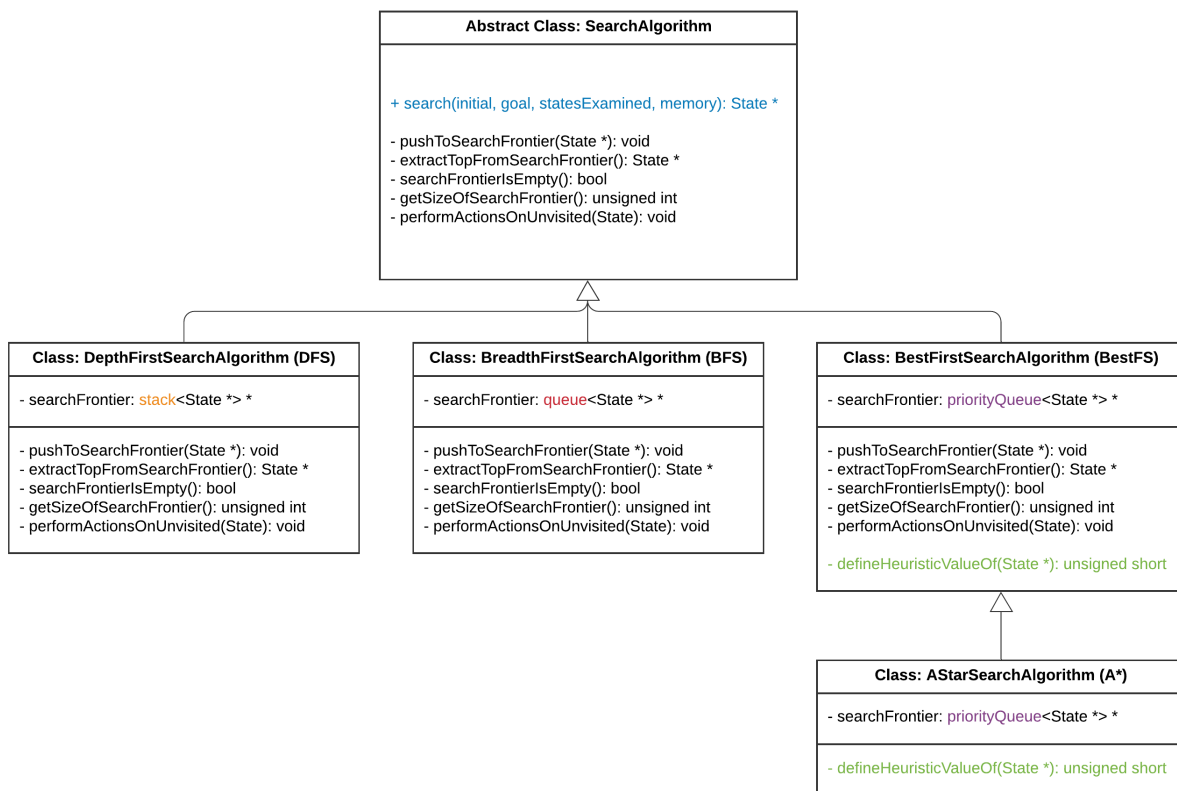 Abstract Class: SearchAlgorithm
+ search(initial, goal, statesExamined, memory): State *
- pushToSearchFrontier(State *): void
- extractTopFromSearchFrontier(): State *
- searchFrontierIsEmpty(): bool
- getSizeOfSearchFrontier(): unsigned int
- performActionsOnUnvisited(State): void
Class: DepthFirstSearchAlgorithm (DFS)
- searchFrontier: stack<State *> *
- pushToSearchFrontier(State *): void
- extractTopFromSearchFrontier(): State *
- searchFrontierIsEmpty(): bool
- getSizeOfSearchFrontier(): unsigned int
- performActionsOnUnvisited(State): void
Class: BreadthFirstSearchAlgorithm (BFS)
- searchFrontier: queue<State *> *
- pushToSearchFrontier(State *): void
- extractTopFromSearchFrontier(): State *
- searchFrontierIsEmpty(): bool
- getSizeOfSearchFrontier(): unsigned int
- performActionsOnUnvisited(State): void
Class: BestFirstSearchAlgorithm (BestFS)
- searchFrontier: priorityQueue<State *> *
- pushToSearchFrontier(State *): void
- extractTopFromSearchFrontier(): State *
- searchFrontierIsEmpty(): bool
- getSizeOfSearchFrontier(): unsigned int
- performActionsOnUnvisited(State): void
- defineHeuristicValueOf(State *): unsigned short
Class: AStarSearchAlgorithm (A*)
- searchFrontier: priorityQueue<State *> *
- defineHeuristicValueOf(State *): unsigned short